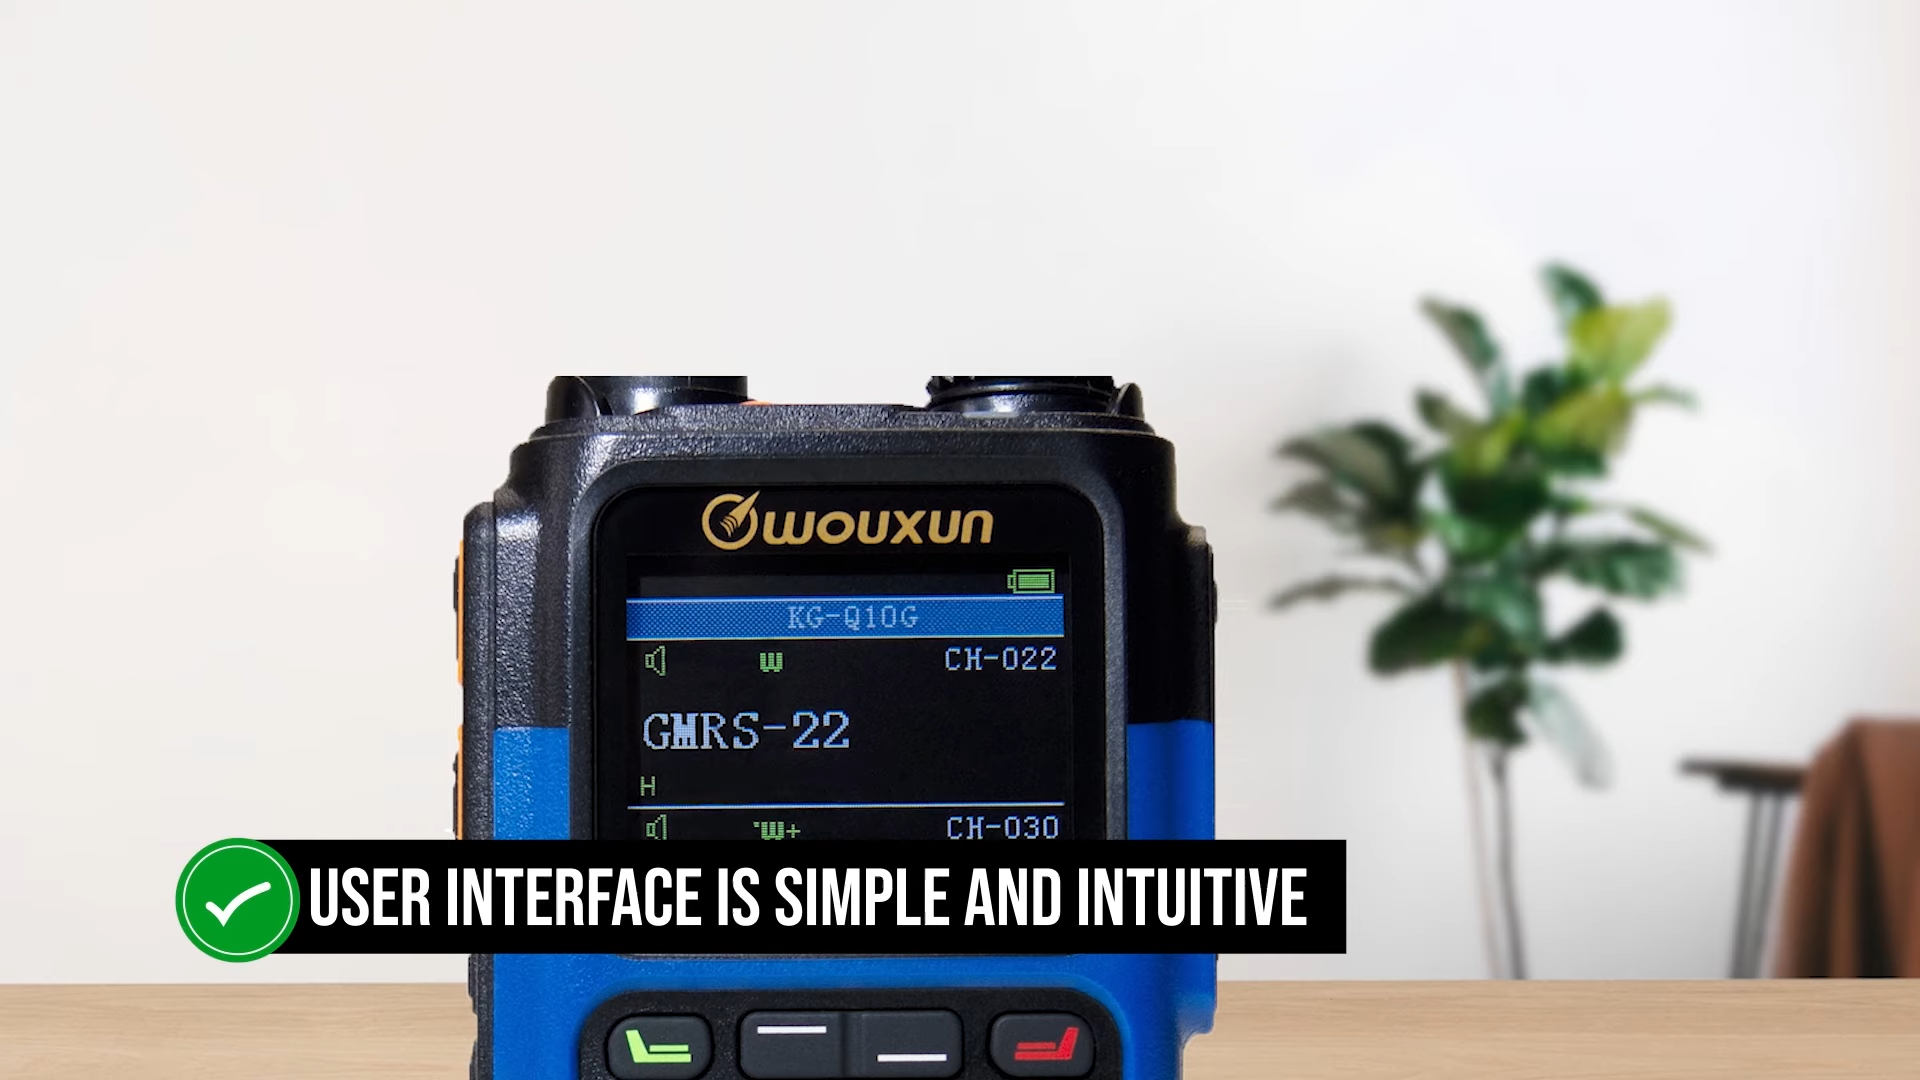 WOUXUN
KG-Q10G
W CH-022
GMRS-22
H
W+ CH-030
USER INTERFACE IS SIMPLE AND INTUITIVE